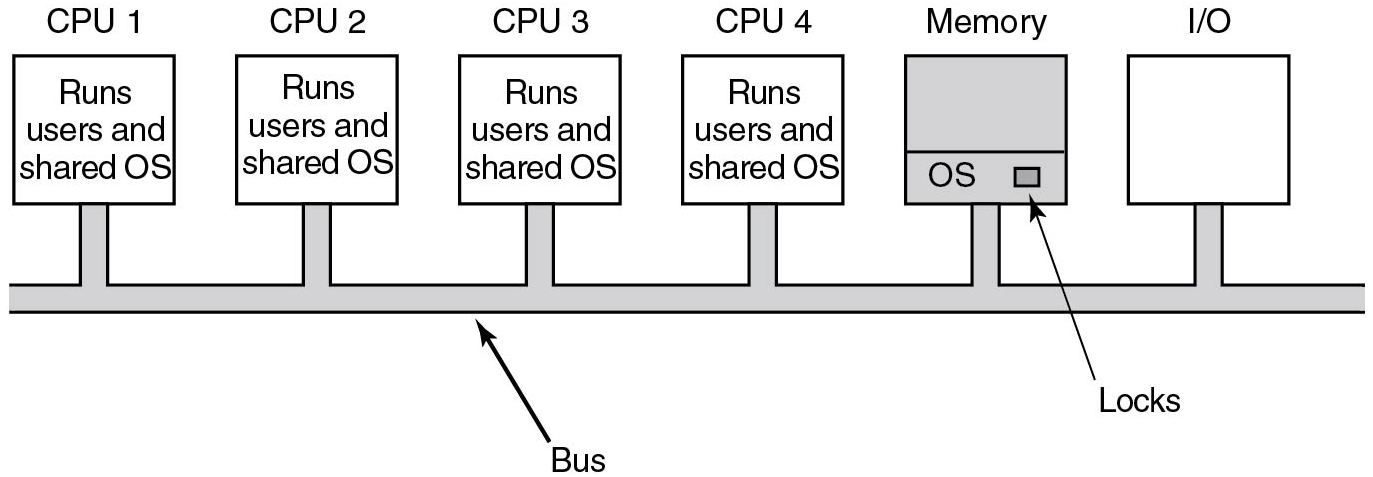 CPU 1
CPU 2
CPU 3
CPU 4
Memory
I/O
Runs
users and
shared OS
Runs
users and
shared OS
Runs
users and
shared OS
Runs
users and
shared OS
OS
Locks
Bus